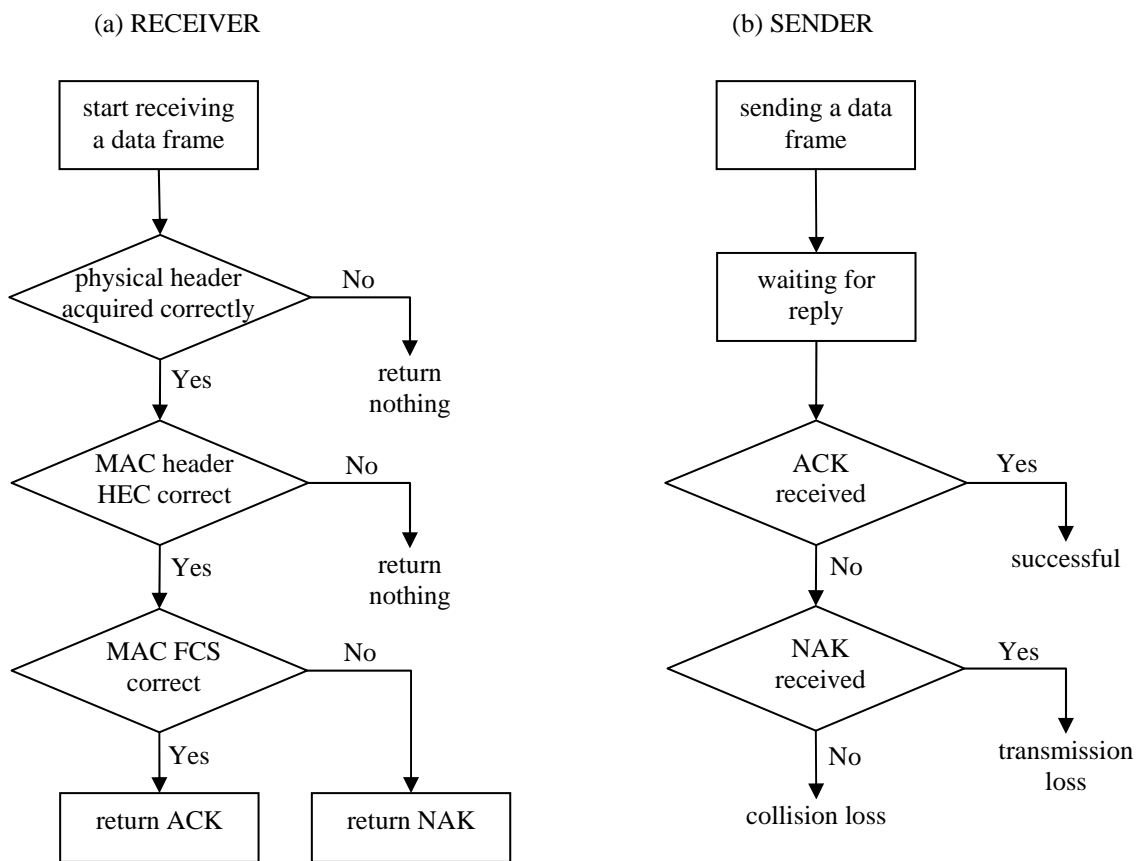 (a) RECEIVER
start receiving
a data frame
physical header
acquired correctly
No
return
nothing
Yes
MAC header
HEC correct
No
return
nothing
Yes
MAC FCS
correct
No
Yes
return ACK
return NAK
(b) SENDER
sending a data
frame
waiting for
reply
ACK
received
Yes
successful
No
NAK
received
Yes
transmission
loss
No
collision loss